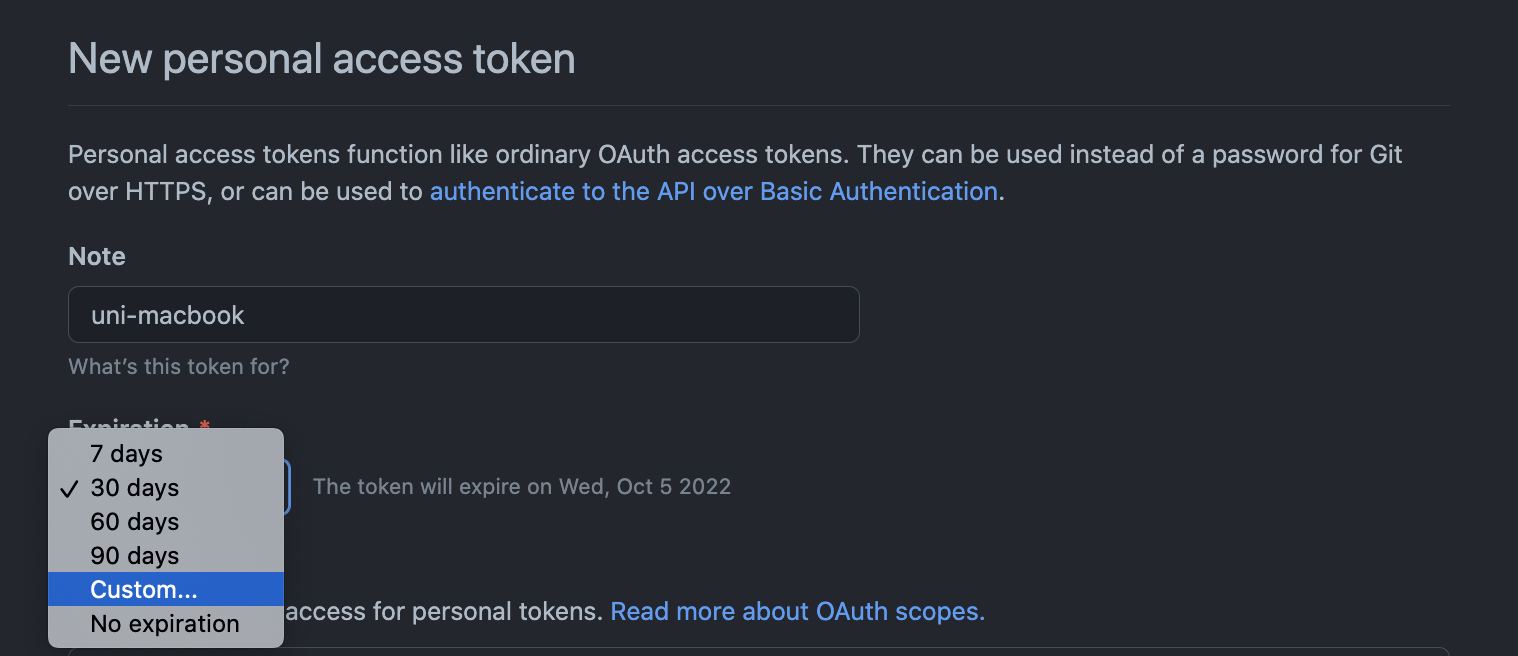 New personal access token
Personal access tokens function like ordinary OAuth access tokens. They can be used instead of a password for Git
over HTTPS, or can be used to authenticate to the API over Basic Authentication.
Note
uni-macbook
What’s this token for?
Expiration *
7 days
✓ 30 days
The token will expire on Wed, Oct 5 2022
60 days
90 days
Custom...
access for personal tokens. Read more about OAuth scopes.
No expiration